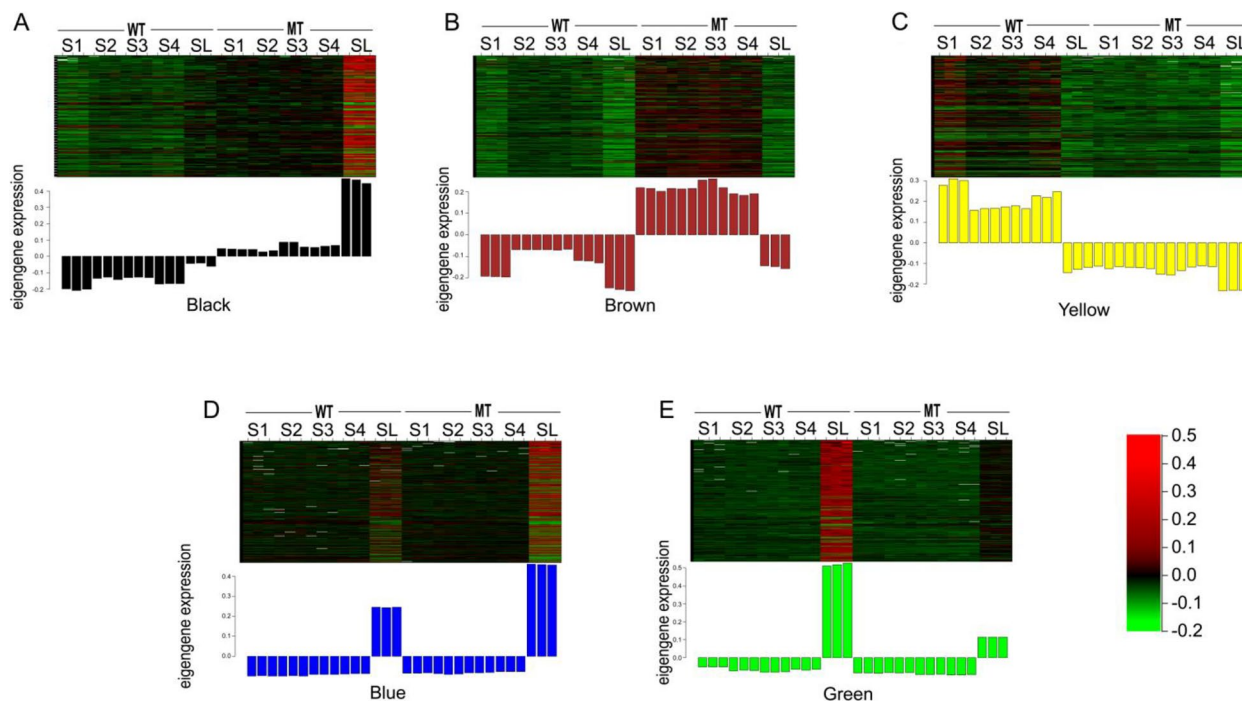 A
WT MT
S1 S2 S3 S4 SL S1 S2 S3 S4 SL
eigengene expression
0.4
0.3
0.2
0.1
0.0
-0.1
-0.2
Black
B
WT MT
S1 S2 S3 S4 SL S1 S2 S3 S4 SL
eigengene expression
0.2
0.1
0.0
-0.1
-0.2
Brown
C
WT MT
S1 S2 S3 S4 SL S1 S2 S3 S4 SL
eigengene expression
0.3
0.2
0.1
0.0
-0.1
-0.2
Yellow
D
WT MT
S1 S2 S3 S4 SL S1 S2 S3 S4 SL
eigengene expression
0.4
0.3
0.2
0.1
0.0
Blue
E
WT MT
S1 S2 S3 S4 SL S1 S2 S3 S4 SL
eigengene expression
0.5
0.4
0.3
0.2
0.1
0.0
Green
0.5
0.4
0.3
0.2
0.0
-0.1
-0.2